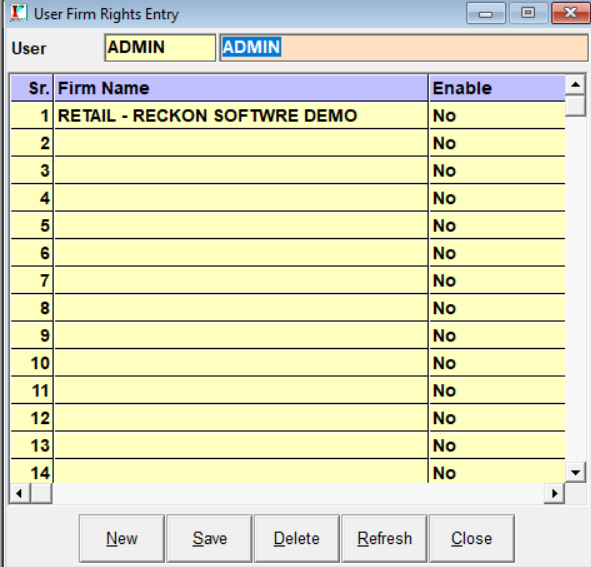 User Firm Rights Entry
User ADMIN ADMIN
Sr. Firm Name Enable
1 RETAIL - RECKON SOFTWRE DEMO No
2 No
3 No
4 No
5 No
6 No
7 No
8 No
9 No
10 No
11 No
12 No
13 No
14 No
New Save Delete Refresh Close